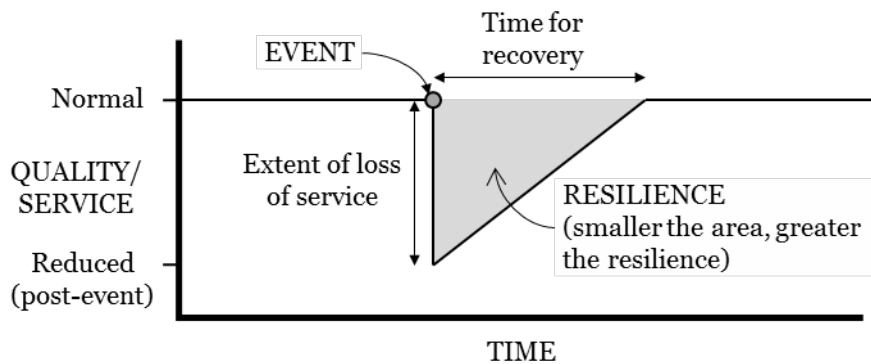 Time for
recovery
EVENT
Normal
Extent of loss
of service
QUALITY/
SERVICE
RESILIENCE
(smaller the area, greater
the resilience)
Reduced
(post-event)
TIME